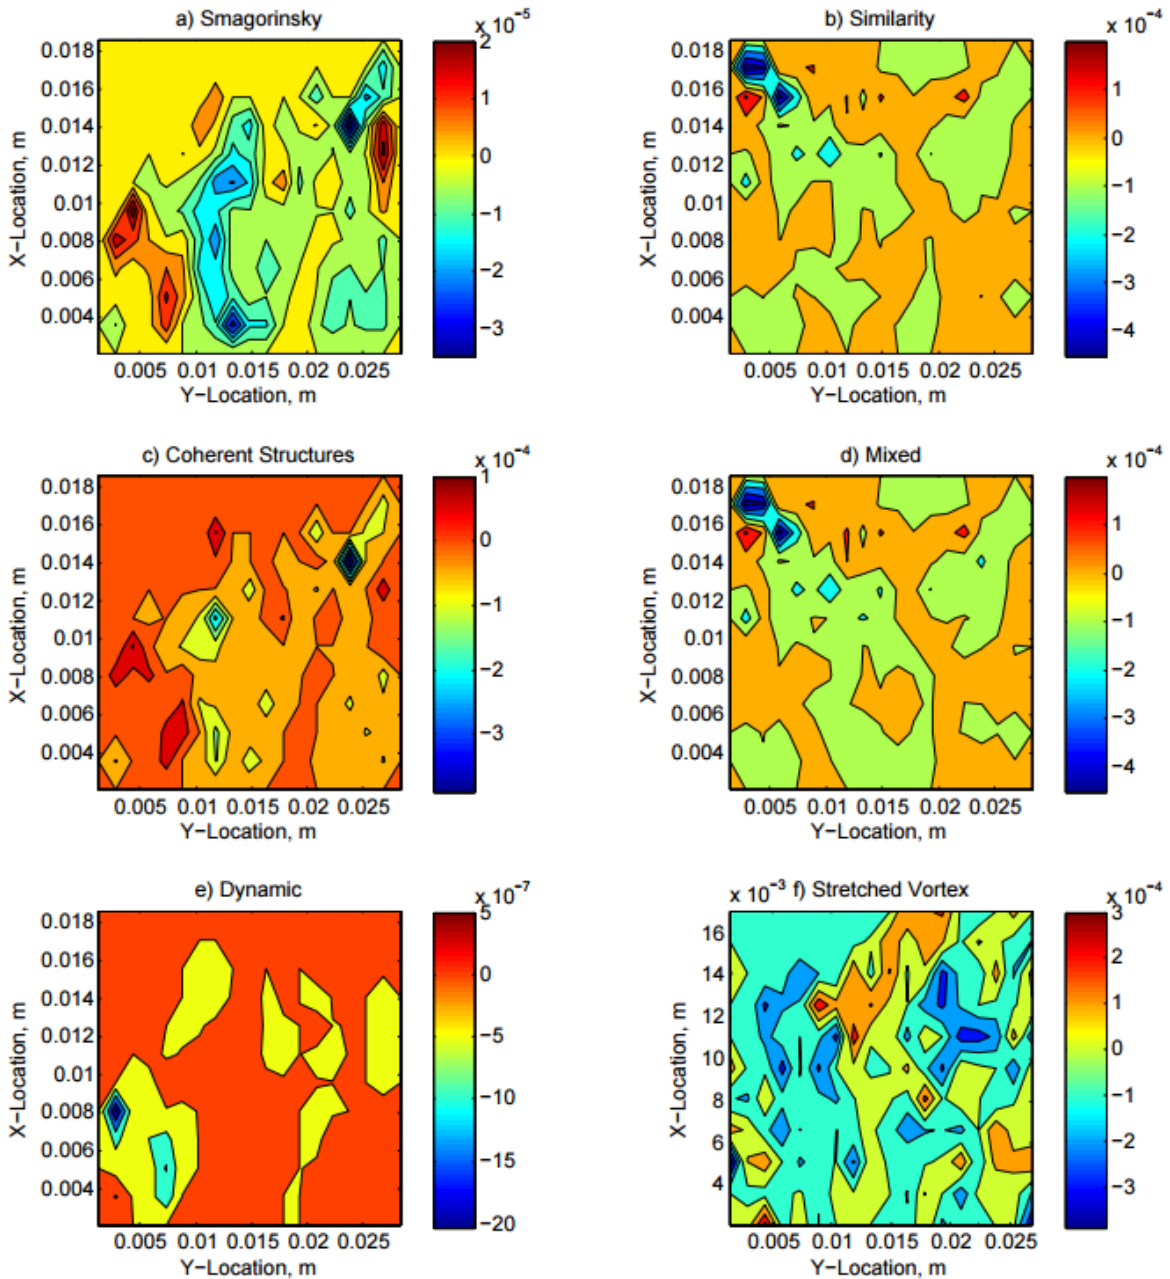 a) Smagorinsky
x 10−5
0.018
0.016
0.014
0.012
0.01
0.008
0.006
0.004
X−Location, m
0.005 0.01 0.015 0.02 0.025
Y−Location, m
2
1
0
−1
−2
−3
b) Similarity
x 10−4
0.018
0.016
0.014
0.012
0.01
0.008
0.006
0.004
X−Location, m
0.005 0.01 0.015 0.02 0.025
Y−Location, m
1
0
−1
−2
−3
−4
c) Coherent Structures
x 10−4
0.018
0.016
0.014
0.012
0.01
0.008
0.006
0.004
X−Location, m
0.005 0.01 0.015 0.02 0.025
Y−Location, m
1
0
−1
−2
−3
d) Mixed
x 10−4
0.018
0.016
0.014
0.012
0.01
0.008
0.006
0.004
X−Location, m
0.005 0.01 0.015 0.02 0.025
Y−Location, m
1
0
−1
−2
−3
−4
e) Dynamic
x 10−7
0.018
0.016
0.014
0.012
0.01
0.008
0.006
0.004
X−Location, m
0.005 0.01 0.015 0.02 0.025
Y−Location, m
5
0
−5
−10
−15
−20
x 10−3 f) Stretched Vortex
x 10−4
16
14
12
10
8
6
4
X−Location, m
0.005 0.01 0.015 0.02 0.025
Y−Location, m
3
2
1
0
−1
−2
−3